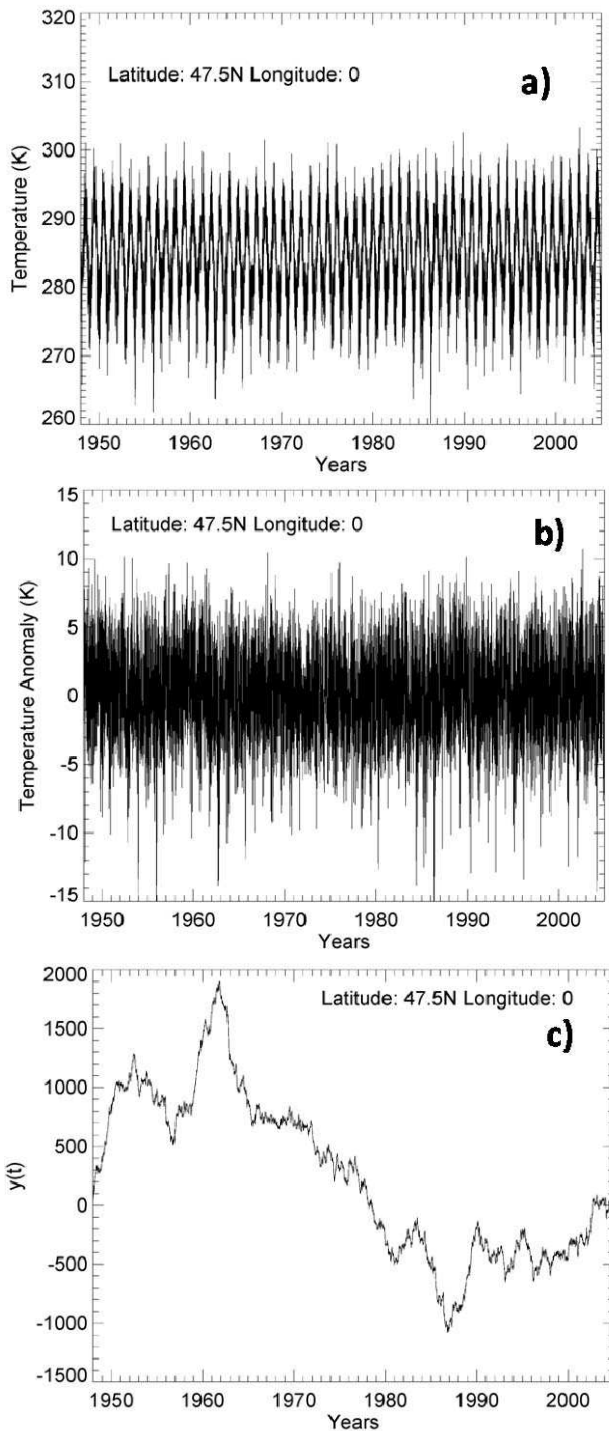 320
310
300
290
280
270
260
Temperature (K)
Latitude: 47.5N Longitude: 0
a)
1950 1960 1970 1980 1990 2000
Years
15
10
5
0
-5
-10
-15
Temperature Anomaly (K)
Latitude: 47.5N Longitude: 0
b)
1950 1960 1970 1980 1990 2000
Years
2000
1500
1000
500
0
-500
-1000
-1500
y(t)
Latitude: 47.5N Longitude: 0
c)
1950 1960 1970 1980 1990 2000
Years